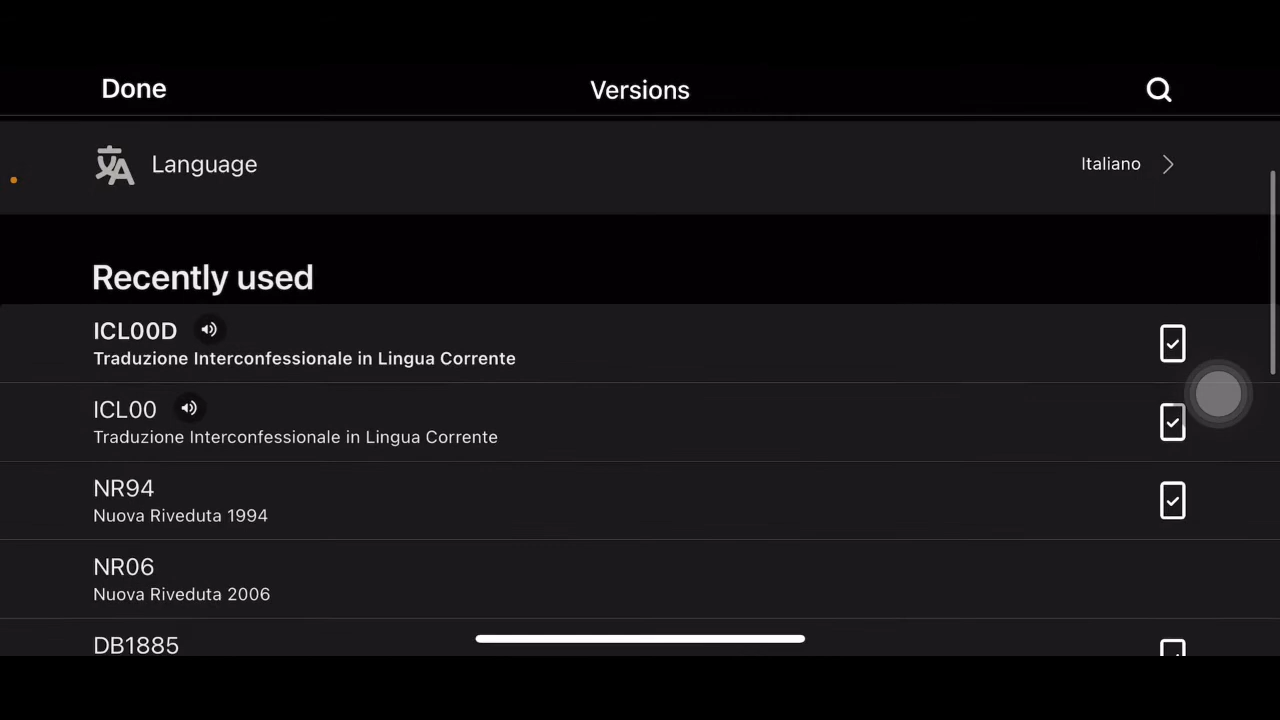 Done
Versions
Language
Italiano
Recently used
ICL00D
Traduzione Interconfessionale in Lingua Corrente
ICL00
Traduzione Interconfessionale in Lingua Corrente
NR94
Nuova Riveduta 1994
NR06
Nuova Riveduta 2006
DB1885